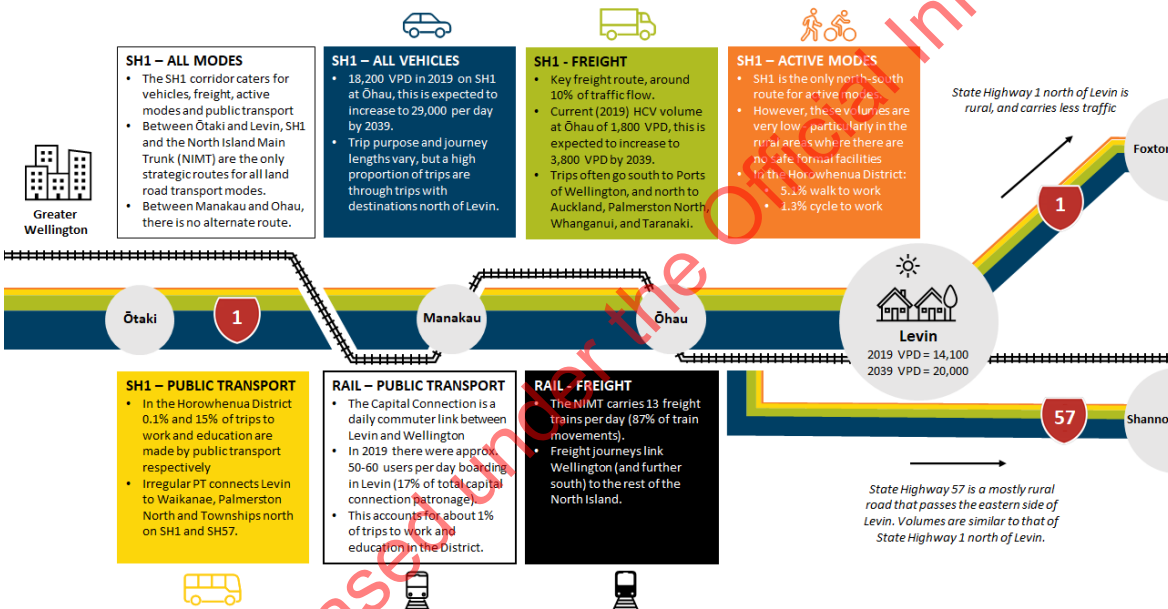 SH1 – ALL MODES
• The SH1 corridor caters for
vehicles, freight, active
modes and public transport
• Between Ōtaki and Levin, SH1
and the North Island Main
Trunk (NIMT) are the only
strategic routes for all land
road transport modes.
• Between Manakau and Ohau,
there is no alternate route.
SH1 – ALL VEHICLES
• 18,200 VPD in 2019 on SH1
at Ōhau, this is expected to
increase to 29,000 per day
by 2039.
• Trip purpose and journey
lengths vary, but a high
proportion of trips are
through trips with
destinations north of Levin.
SH1 - FREIGHT
• Key freight route, around
10% of traffic flow.
• Current (2019) HCV volume
at Ōhau of 1,800 VPD, this is
expected to increase to
3,800 VPD by 2039.
• Trips often go south to Ports
of Wellington, and north to
Auckland, Palmerston North,
Whanganui, and Taranaki.
SH1 – ACTIVE MODES
• SH1 is the only north-south
route for active modes.
• However, these volumes are
very low, particularly in the
rural areas where there are
no safe formal facilities
• In the Horowhenua District:
• 5.1% walk to work
• 1.3% cycle to work
State Highway 1 north of Levin is
rural, and carries less traffic
Greater
Wellington
Foxton
1
Ōtaki
1
Manakau
Ōhau
Levin
2019 VPD = 14,100
2039 VPD = 20,000
SH1 – PUBLIC TRANSPORT
• In the Horowhenua District
0.1% and 15% of trips to
work and education are
made by public transport
respectively
• Irregular PT connects Levin
to Waikanae, Palmerston
North and Townships north
on SH1 and SH57.
RAIL – PUBLIC TRANSPORT
• The Capital Connection is a
daily commuter link between
Levin and Wellington
• In 2019 there were approx.
50-60 users per day boarding
in Levin (17% of total capital
connection patronage).
• This accounts for about 1%
of trips to work and
education in the District.
RAIL - FREIGHT
• The NIMT carries 13 freight
trains per day (87% of train
movements).
• Freight journeys link
Wellington (and further
south) to the rest of the
North Island.
57
Shanno
State Highway 57 is a mostly rural
road that passes the eastern side of
Levin. Volumes are similar to that of
State Highway 1 north of Levin.
ased under the Official Inf